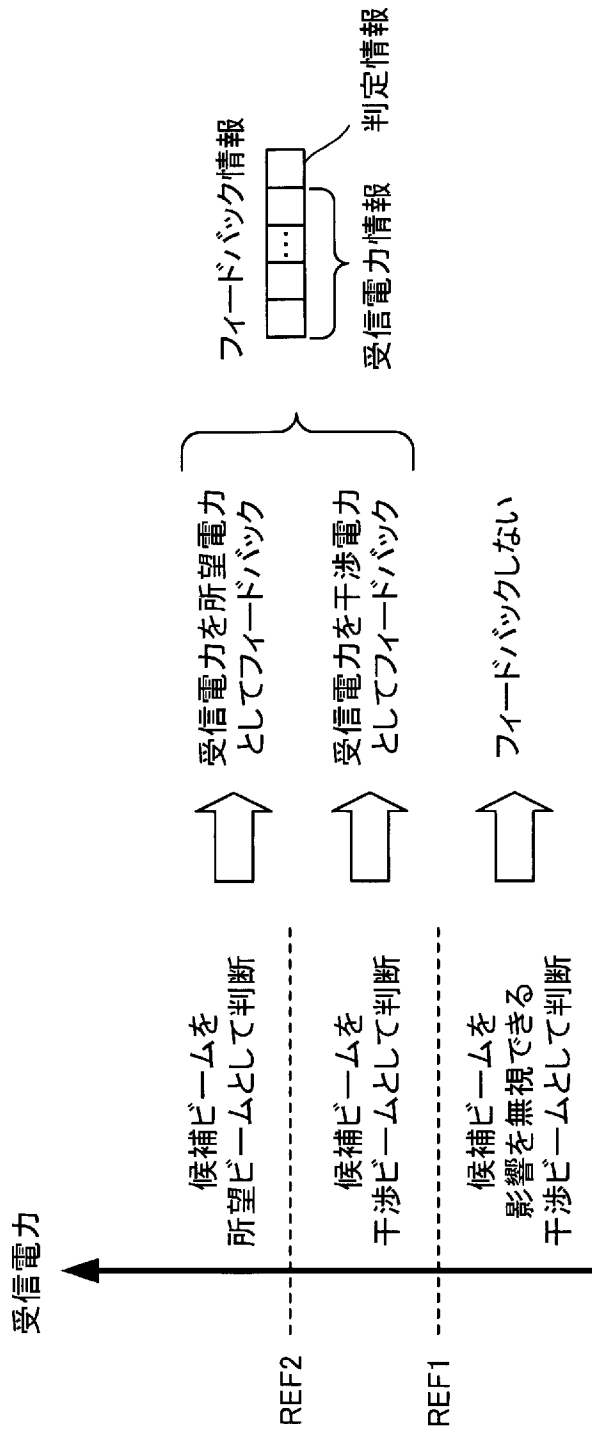 受信電力
REF2
REF1
候補ビームを
所望ビームとして判断
候補ビームを
干渉ビームとして判断
候補ビームを
影響を無視できる
干渉ビームとして判断
受信電力を所望電力
としてフィードバック
受信電力を干渉電力
としてフィードバック
フィードバックしない
フィードバック情報
…
受信電力情報
判定情報